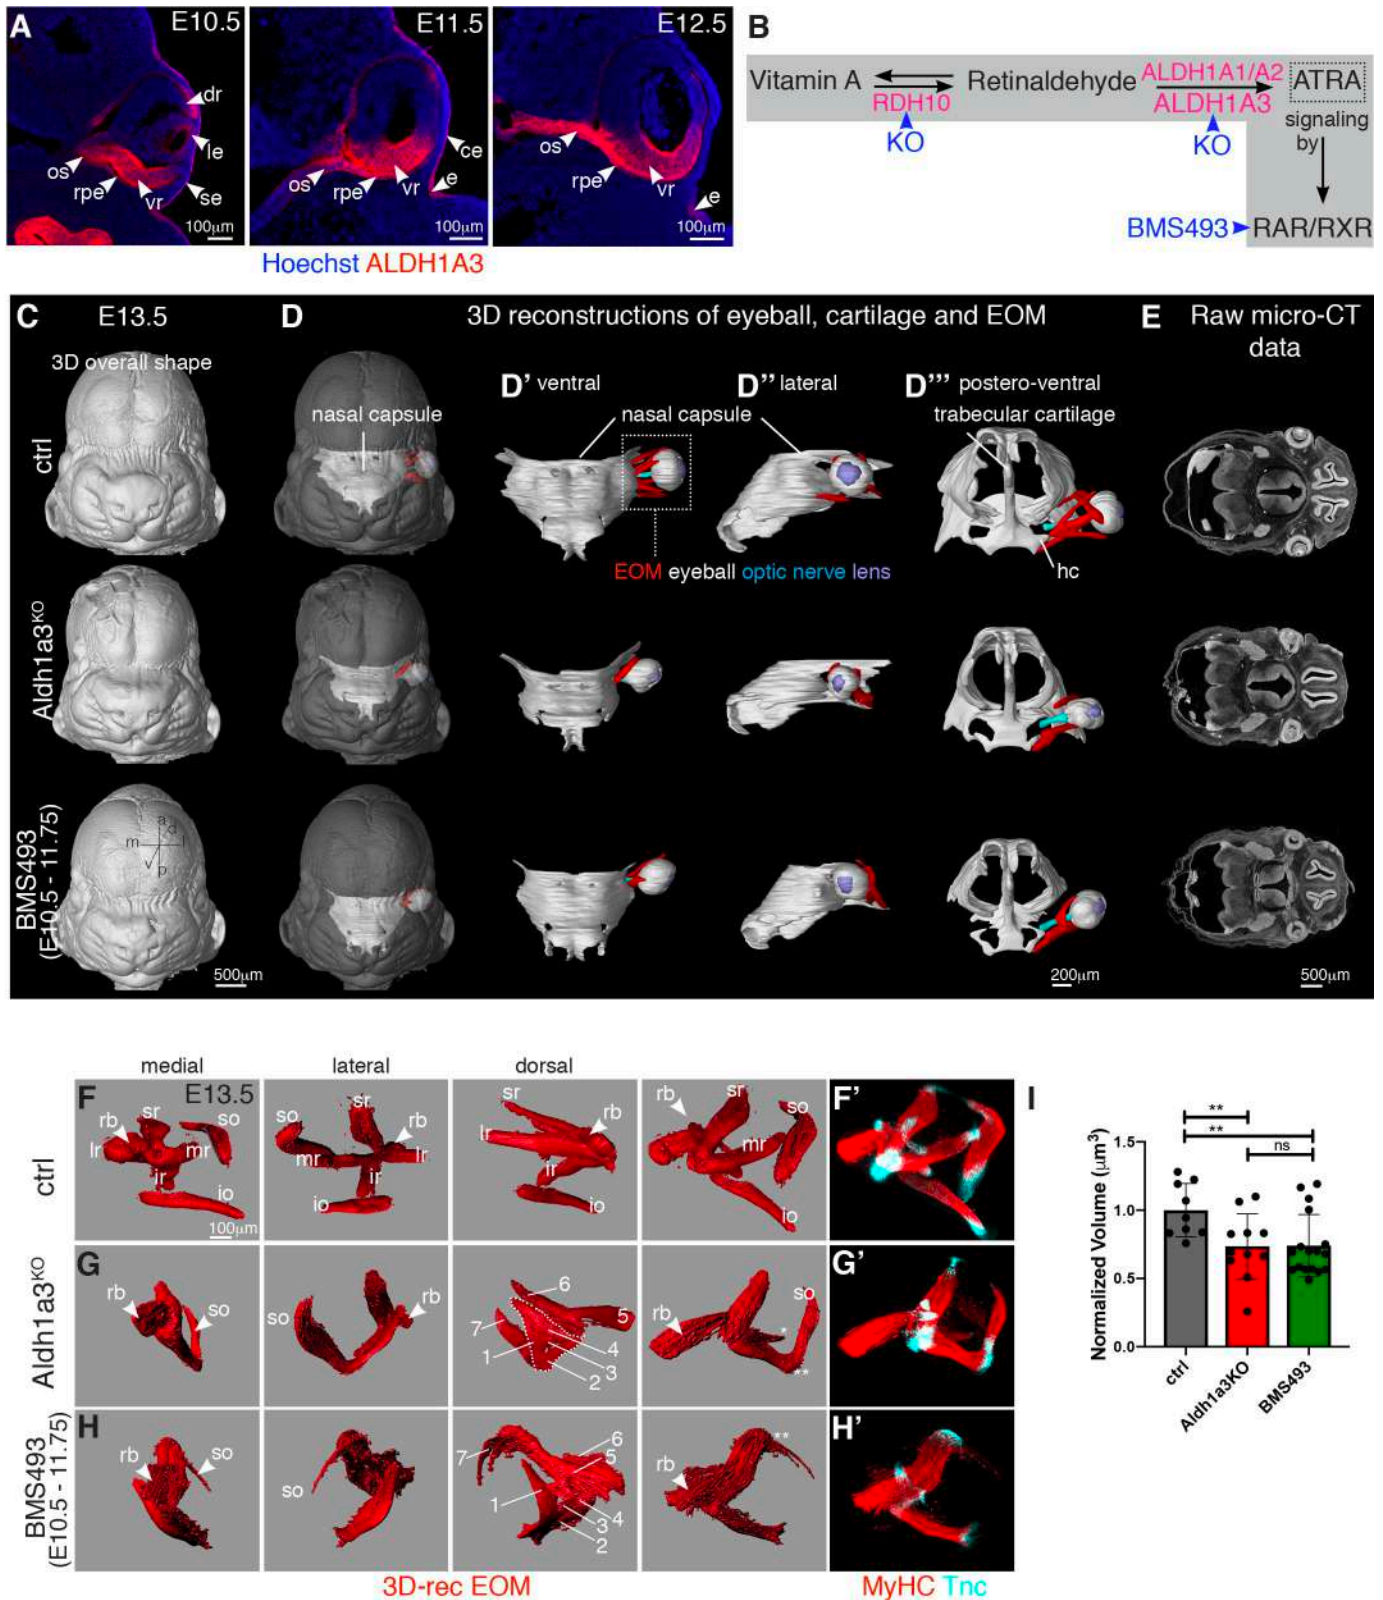 A
E10.5
E11.5
E12.5
dr
le
os
rpe
vr
se
100µm
os
rpe
vr
ce
e
100µm
os
rpe
vr
e
100µm
Hoechst ALDH1A3
B
Vitamin A
RDH10
KO
Retinaldehyde
ALDH1A1/A2
ALDH1A3
KO
ATRA
signaling
by
BMS493
RAR/RXR
C
E13.5
D
3D reconstructions of eyeball, cartilage and EOM
E
Raw micro-CT
data
3D overall shape
nasal capsule
D' ventral
D'' lateral
D''' postero-ventral
nasal capsule
trabecular cartilage
ctrl
EOM eyeball optic nerve lens
hc
Aldh1a3KO
BMS493
(E10.5 - 11.75)
a
d
m
l
v
p
500µm
200µm
500µm
medial
lateral
dorsal
F
E13.5
ctrl
rb
sr
so
lr
mr
ir
io
100µm
so
sr
rb
mr
lr
ir
io
sr
rb
lr
ir
io
rb
sr
so
mr
io
F'
G
Aldh1a3KO
rb
so
so
rb
6
7
5
1
4
3
2
rb
so
*
**
G'
H
BMS493
(E10.5 - 11.75)
rb
so
so
7
6
5
1
4
3
2
rb
**
H'
3D-rec EOM
MyHC Tnc
I
**
**
ns
Normalized Volume (µm³)
1.5
1.0
0.5
0.0
ctrl
Aldh1a3KO
BMS493